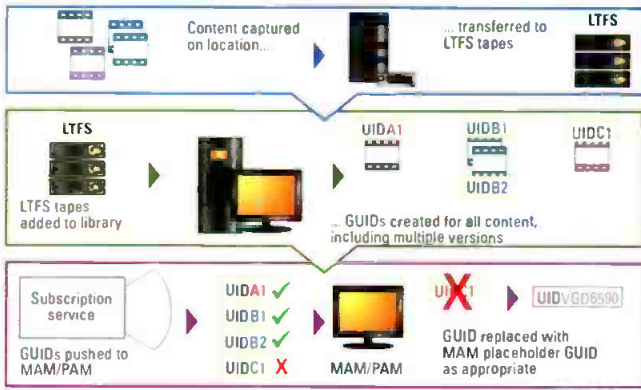 Content captured
on location...
... transferred to
LTFS tapes
LTFS
LTFS
LTFS tapes
added to library
UIDA1
UIDB1
UIDB2
UIDC1
... GUIDs created for all content,
including multiple versions
Subscription
service
GUIDs pushed to
MAM/PAM
UIDA1
UIDB1
UIDB2
UIDC1 X
MAM/PAM
UIDC1
UIDVGD6590
GUID replaced with
MAM placeholder GUID
as appropriate